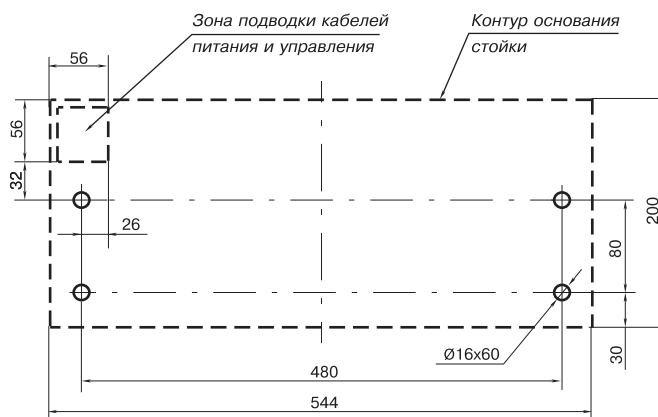 Зона подводки кабелей
питания и управления
Контур основания
стойки
56
56
32
26
200
80
Ø16x60
30
480
544